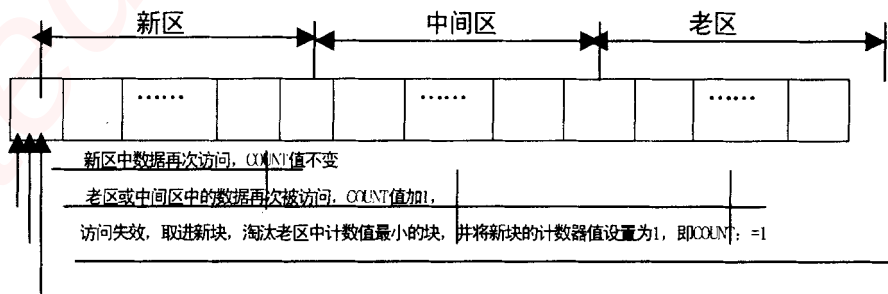 新区 中间区 老区
…… …… ……
新区中数据再次访问，COUNT值不变
老区或中间区中的数据再次被访问，COUNT值加1，
访问失效，取进新块，淘汰老区中计数值最小的块，并将新块的计数器值设置为1，即COUNT：=1